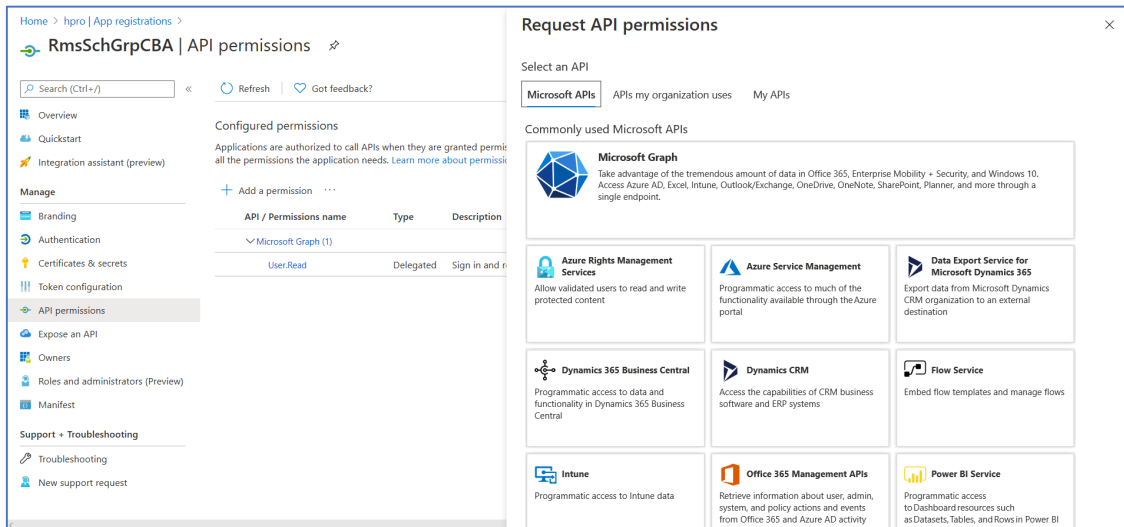 Home > hpro | App registrations >
RmsSchGrpCBA | API permissions
Search (Ctrl+/)
«
Overview
Quickstart
Integration assistant (preview)
Manage
Branding
Authentication
Certificates & secrets
Token configuration
API permissions
Expose an API
Owners
Roles and administrators (Preview)
Manifest
Support + Troubleshooting
Troubleshooting
New support request
Refresh
Got feedback?
Configured permissions
Applications are authorized to call APIs when they are granted permis
all the permissions the application needs. Learn more about permissio
+ Add a permission ···
API / Permissions name Type Description
Microsoft Graph (1)
User.Read Delegated Sign in and r
Request API permissions
Select an API
Microsoft APIs APIs my organization uses My APIs
Commonly used Microsoft APIs
Microsoft Graph
Take advantage of the tremendous amount of data in Office 365, Enterprise Mobility + Security, and Windows 10.
Access Azure AD, Excel, Intune, Outlook/Exchange, OneDrive, OneNote, SharePoint, Planner, and more through a
single endpoint.
Azure Rights Management
Services
Allow validated users to read and write
protected content
Azure Service Management
Programmatic access to much of the
functionality available through the Azure
portal
Data Export Service for
Microsoft Dynamics 365
Export data from Microsoft Dynamics
CRM organization to an external
destination
Dynamics 365 Business Central
Programmatic access to data and
functionality in Dynamics 365 Business
Central
Dynamics CRM
Access the capabilities of CRM business
software and ERP systems
Flow Service
Embed flow templates and manage flows
Intune
Programmatic access to Intune data
Office 365 Management APIs
Retrieve information about user, admin,
system, and policy actions and events
from Office 365 and Azure AD activity
Power BI Service
Programmatic access
to Dashboard resources such
as Datasets, Tables, and Rows in Power BI